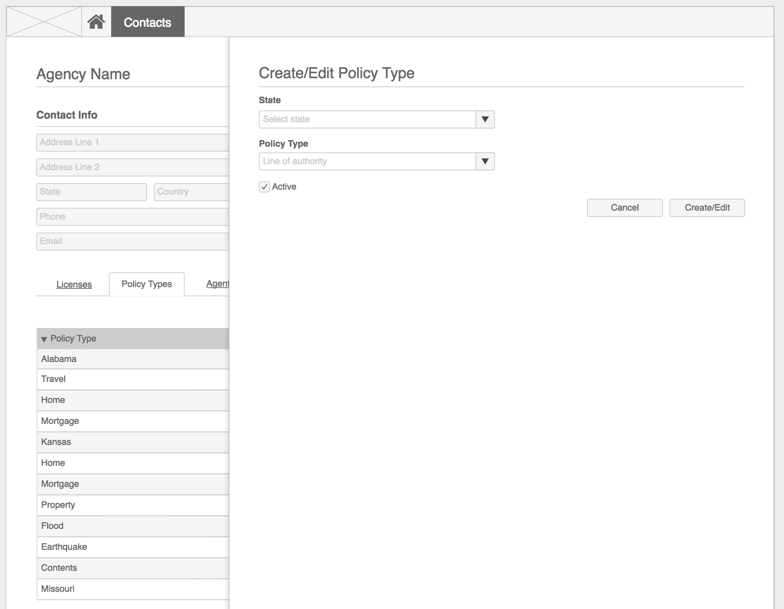 Contacts
Agency Name
Contact Info
Address Line 1
Address Line 2
State Country
Phone
Email
Licenses Policy Types Agent
Policy Type
Alabama
Travel
Home
Mortgage
Kansas
Home
Mortgage
Property
Flood
Earthquake
Contents
Missouri
Create/Edit Policy Type
State
Select state
Policy Type
Line of authority
Active
Cancel Create/Edit